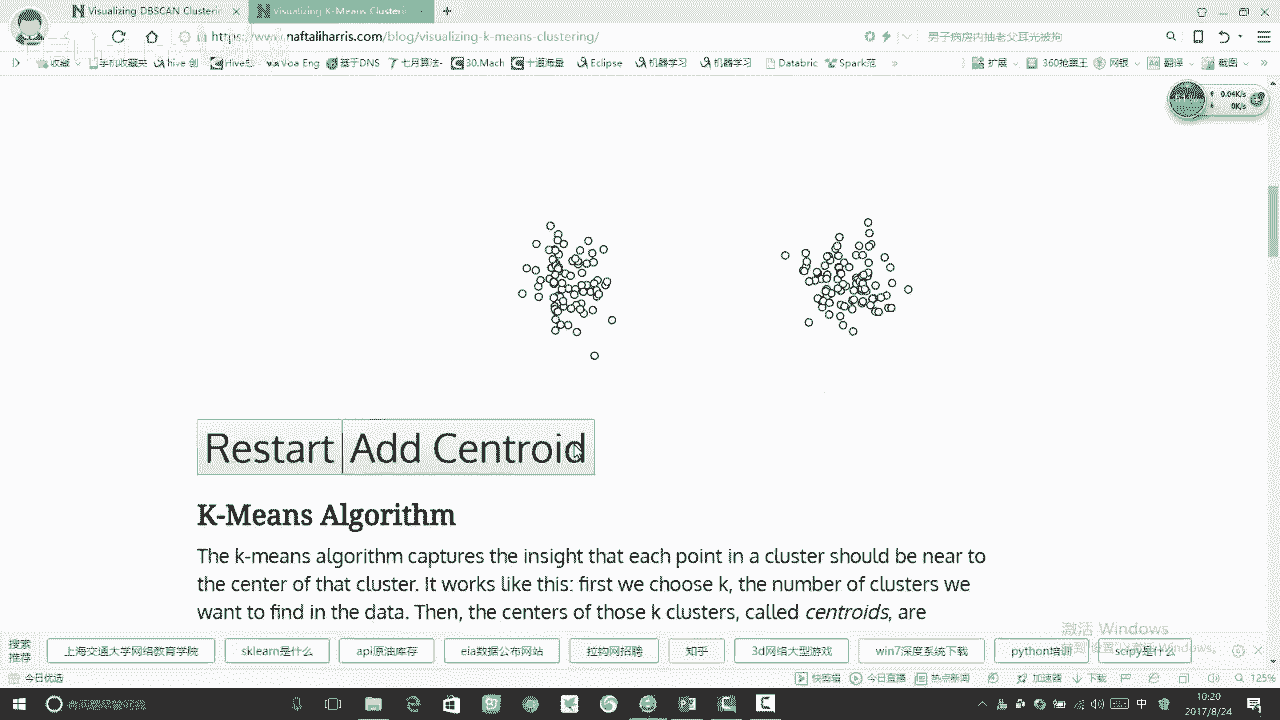 Visualizing DBSCAN Clusterin
Visualizing K-Means Clusteri
https://www.naftaliharris.com/blog/visualizing-k-means-clustering/
男子病房内抽老父耳光被拘
收藏 手机收藏夹 hive 创 Hive Voa Eng 基于DNS 七月算法- 30.Mach 十道海量 Eclipse 机器学习 机器学习 Databric Spark范 » 扩展 360抢票王 网银 翻译 截图 »
0.04K/s
0K/s
Restart Add Centroid
K-Means Algorithm
The k-means algorithm captures the insight that each point in a cluster should be near to
the center of that cluster. It works like this: first we choose k, the number of clusters we
want to find in the data. Then, the centers of those k clusters, called centroids, are
激活 Windows
搜索推荐 上海交通大学网络教育学院 sklearn是什么 eia数据公布网站 拉钩网招聘 知乎 3d网络大型游戏 win7深度系统下载 python培训 scipy是什么
今日优选 快剪辑 今日直播 热点新闻 加速器 下载 125%
中
10:20
2017/8/24